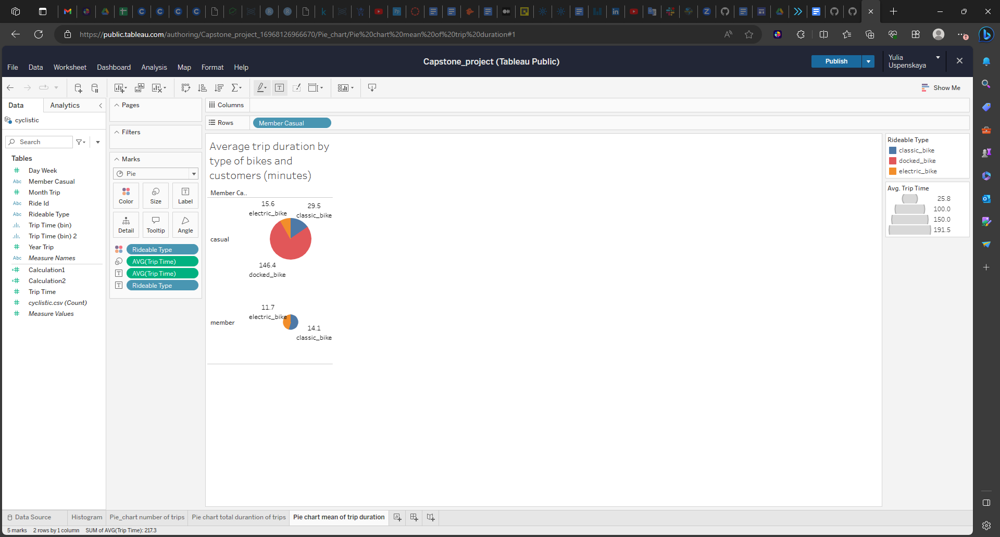 https://public.tableau.com/authoring/Capstone_project_16968126966670/Pie_chart/Pie%20chart%20mean%20of%20trip%20duration#1
Capstone_project (Tableau Public)
Publish
Yulia
Uspenskaya
File Data Worksheet Dashboard Analysis Map Format Help
Show Me
Data Analytics
cyclistic
Search
Tables
Day Week
Abc Member Casual
Month Trip
Abc Ride Id
Abc Rideable Type
Trip Time (bin)
Trip Time (bin) 2
Year Trip
Abc Measure Names
Calculation1
Calculation2
Trip Time
cyclistic.csv (Count)
Measure Values
Pages
Filters
Marks
Pie
Color Size Label
Detail Tooltip Angle
Rideable Type
AVG(Trip Time)
AVG(Trip Time)
Rideable Type
Columns
Rows Member Casual
Average trip duration by
type of bikes and
customers (minutes)
Member Ca..
15.6
electric_bike
29.5
classic_bike
casual
146.4
docked_bike
11.7
electric_bike
member
14.1
classic_bike
Rideable Type
classic_bike
docked_bike
electric_bike
Avg. Trip Time
25.8
100.0
150.0
191.5
Data Source Histogram Pie_chart number of trips Pie chart total durantion of trips Pie chart mean of trip duration
5 marks 2 rows by 1 column SUM of AVG(Trip Time): 217.3